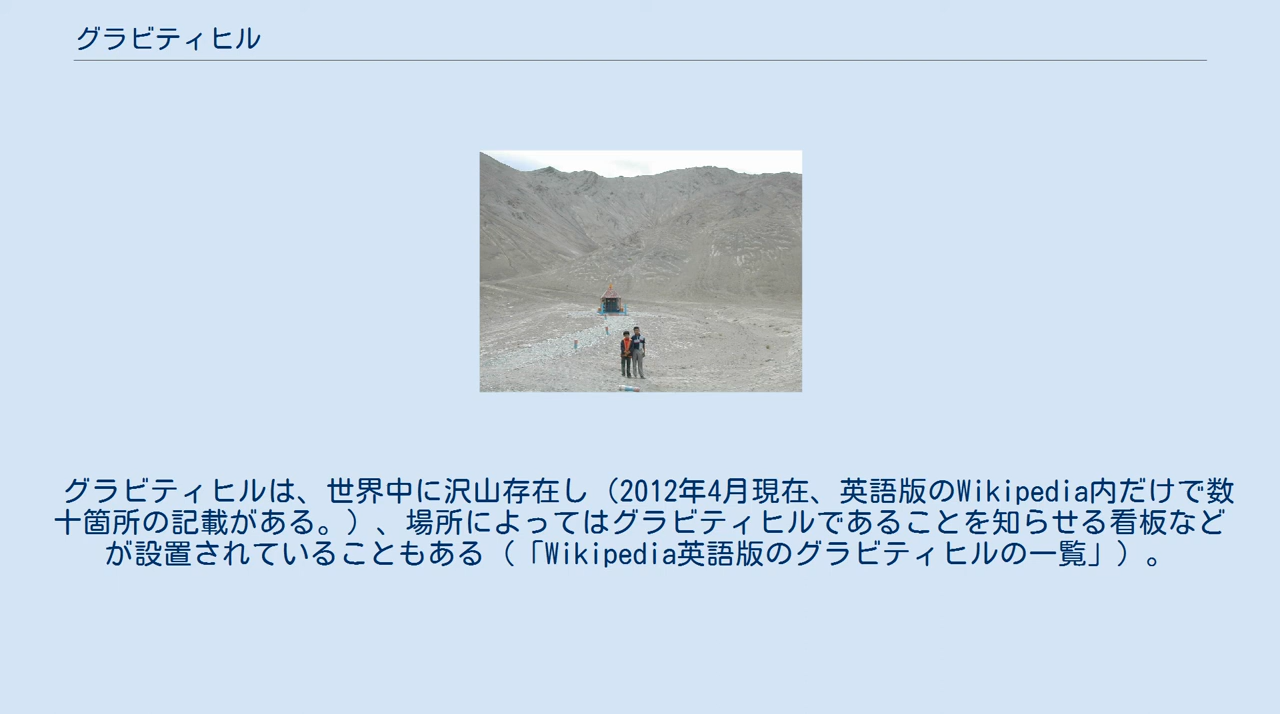 グラビティヒル
グラビティヒルは、世界中に沢山存在し（2012年4月現在、英語版のWikipedia内だけで数
十箇所の記載がある。）、場所によってはグラビティヒルであることを知らせる看板など
が設置されていることもある（「Wikipedia英語版のグラビティヒルの一覧」）。